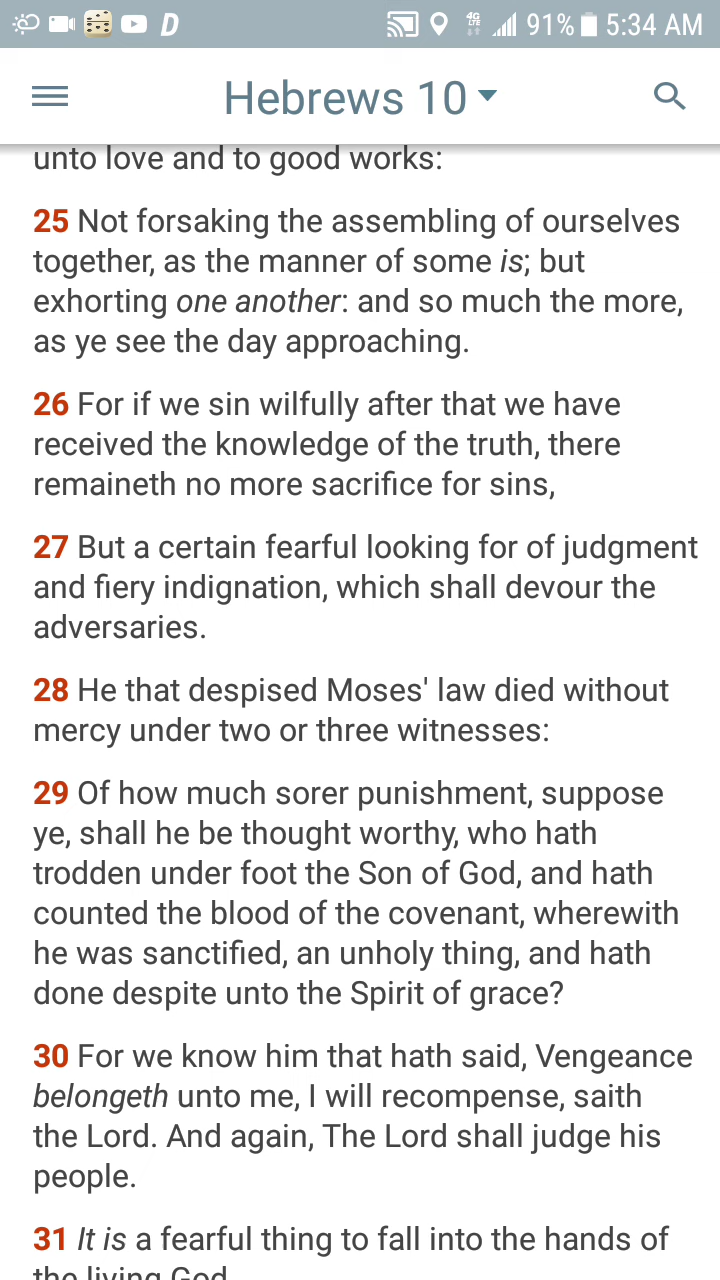 D 4G LTE 91% 5:34 AM
Hebrews 10
unto love and to good works:
25 Not forsaking the assembling of ourselves
together, as the manner of some is; but
exhorting one another: and so much the more,
as ye see the day approaching.
26 For if we sin wilfully after that we have
received the knowledge of the truth, there
remaineth no more sacrifice for sins,
27 But a certain fearful looking for of judgment
and fiery indignation, which shall devour the
adversaries.
28 He that despised Moses' law died without
mercy under two or three witnesses:
29 Of how much sorer punishment, suppose
ye, shall he be thought worthy, who hath
trodden under foot the Son of God, and hath
counted the blood of the covenant, wherewith
he was sanctified, an unholy thing, and hath
done despite unto the Spirit of grace?
30 For we know him that hath said, Vengeance
belongeth unto me, I will recompense, saith
the Lord. And again, The Lord shall judge his
people.
31 It is a fearful thing to fall into the hands of
the living God